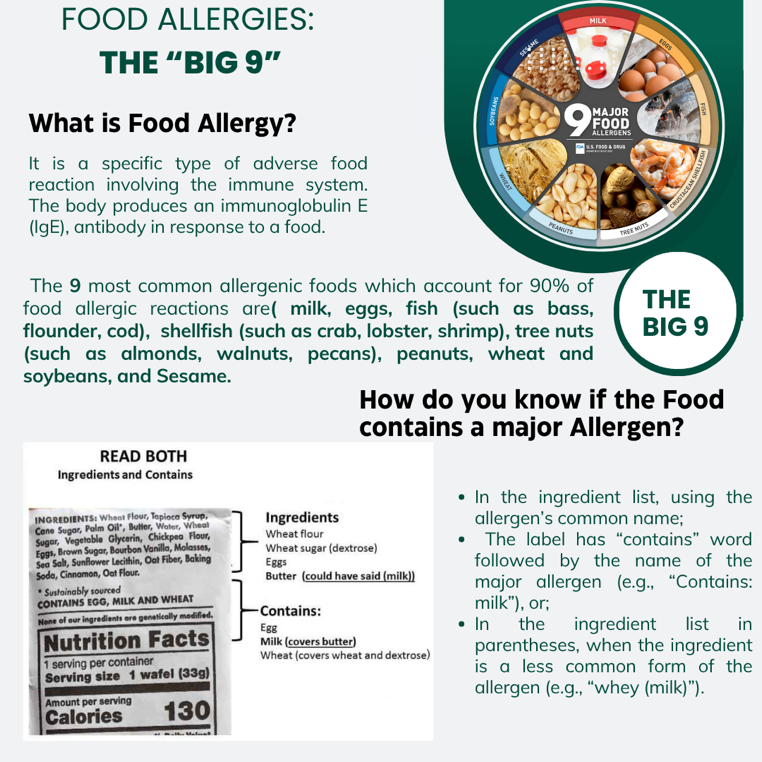 FOOD ALLERGIES:
THE “BIG 9”
What is Food Allergy?
It is a specific type of adverse food
reaction involving the immune system.
The body produces an immunoglobulin E
(IgE), antibody in response to a food.
MILK
EGGS
FISH
CRUSTACEAN SHELLFISH
TREE NUTS
PEANUTS
WHEAT
SOYBEANS
SESAME
9 MAJOR
FOOD
ALLERGENS
FDA U.S. FOOD & DRUG
The 9 most common allergenic foods which account for 90% of
food allergic reactions are( milk, eggs, fish (such as bass,
flounder, cod), shellfish (such as crab, lobster, shrimp), tree nuts
(such as almonds, walnuts, pecans), peanuts, wheat and
soybeans, and Sesame.
THE
BIG 9
How do you know if the Food
contains a major Allergen?
READ BOTH
Ingredients and Contains
INGREDIENTS: Wheat Flour, Tapioca Syrup,
Cane Sugar, Palm Oil*, Butter, Water, Wheat
Sugar, Vegetable Glycerin, Chickpea Flour,
Eggs, Brown Sugar, Bourbon Vanilla, Molasses,
Sea Salt, Sunflower Lecithin, Oat Fiber, Baking
Soda, Cinnamon, Oat Flour.
* Sustainably sourced
CONTAINS EGG, MILK AND WHEAT
None of our ingredients are genetically modified.
Nutrition Facts
1 serving per container
Serving size 1 wafel (33g)
Amount per serving
Calories 130
Ingredients
Wheat flour
Wheat sugar (dextrose)
Eggs
Butter (could have said (milk))
Contains:
Egg
Milk (covers butter)
Wheat (covers wheat and dextrose)
• In the ingredient list, using the
allergen’s common name;
• The label has “contains” word
followed by the name of the
major allergen (e.g., “Contains:
milk”), or;
• In the ingredient list in
parentheses, when the ingredient
is a less common form of the
allergen (e.g., “whey (milk)”).